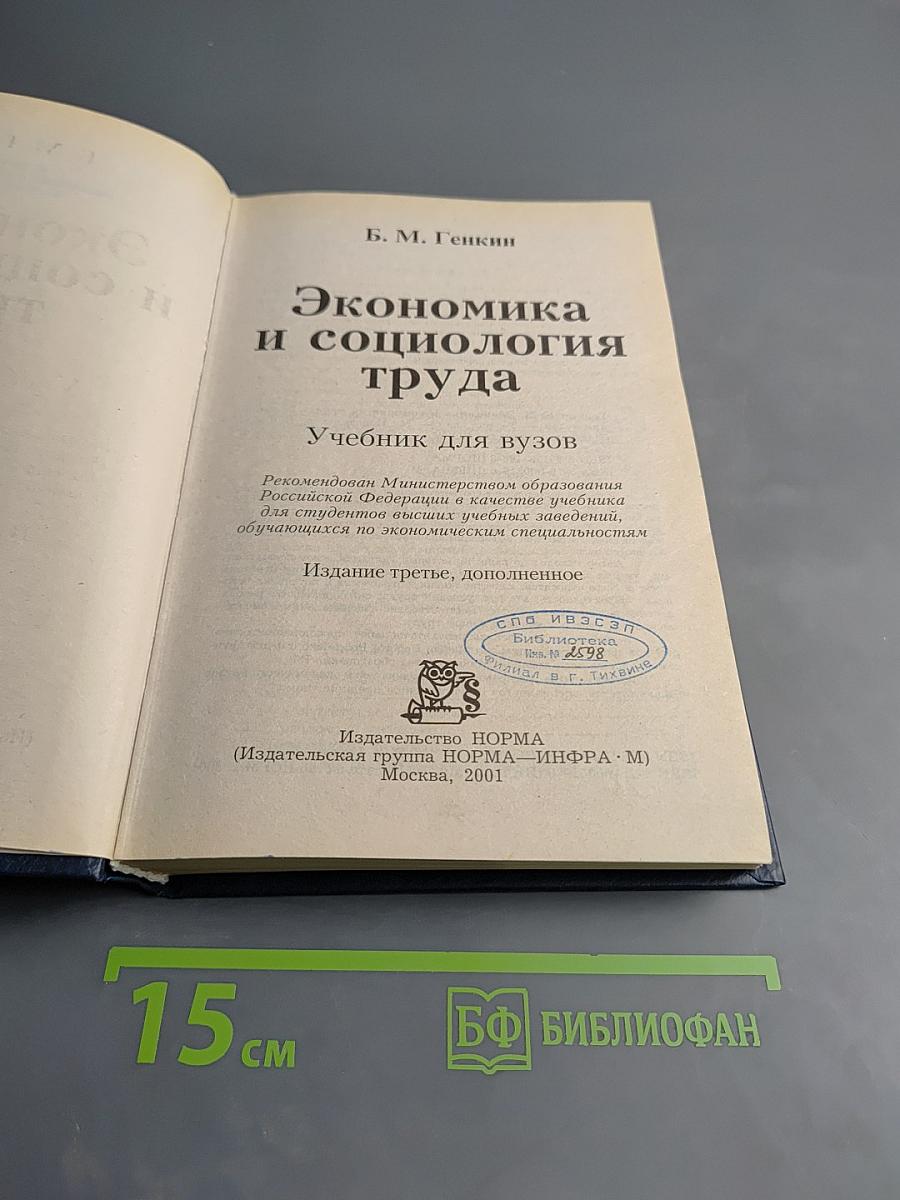 Б. М. Генкин
Экономика
и социология
труда
Учебник для вузов
Рекомендован Министерством образования
Российской Федерации в качестве учебника
для студентов высших учебных заведений,
обучающихся по экономическим специальностям
Издание третье, дополненное
СПб ИВЭСЭП
Библиотека
Инв. № 2598
Филиал в г. Тихвине
§
Издательство НОРМА
(Издательская группа НОРМА—ИНФРА · М)
Москва, 2001
15 см
БФ БИБЛИОФАН